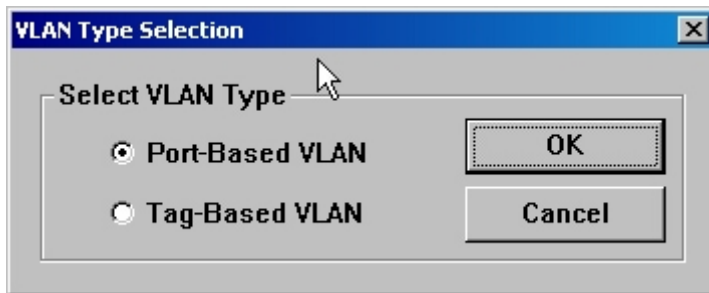 VLAN Type Selection
Select VLAN Type
Port-Based VLAN
OK
Tag-Based VLAN
Cancel